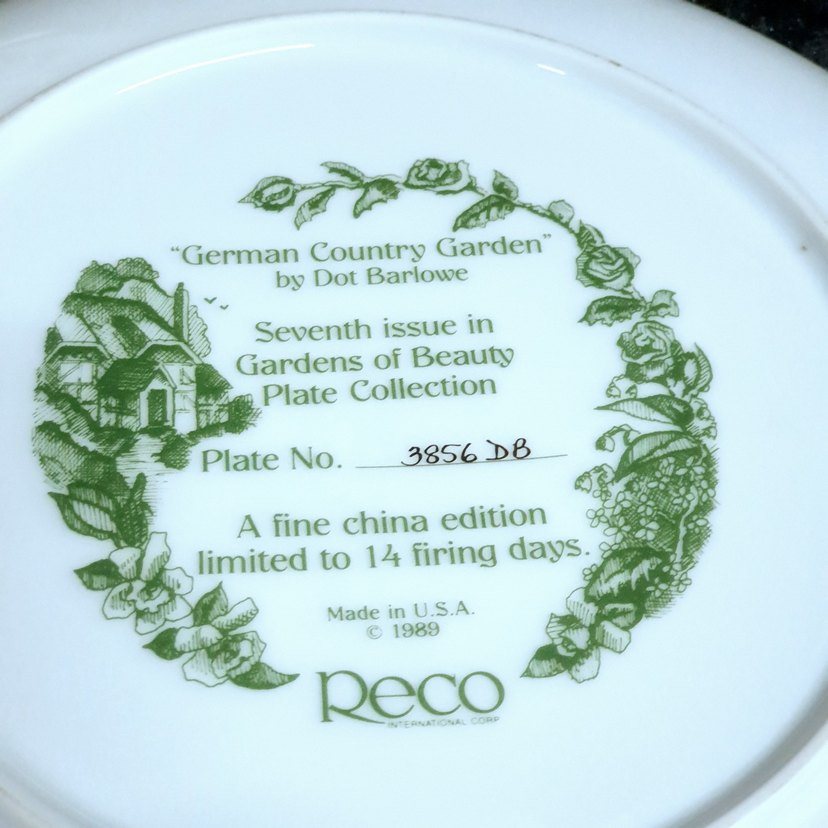 “German Country Garden”
by Dot Barlowe
Seventh issue in
Gardens of Beauty
Plate Collection
Plate No. 3856 DB
A fine china edition
limited to 14 firing days.
Made in U.S.A.
© 1989
Reco
INTERNATIONAL CORP